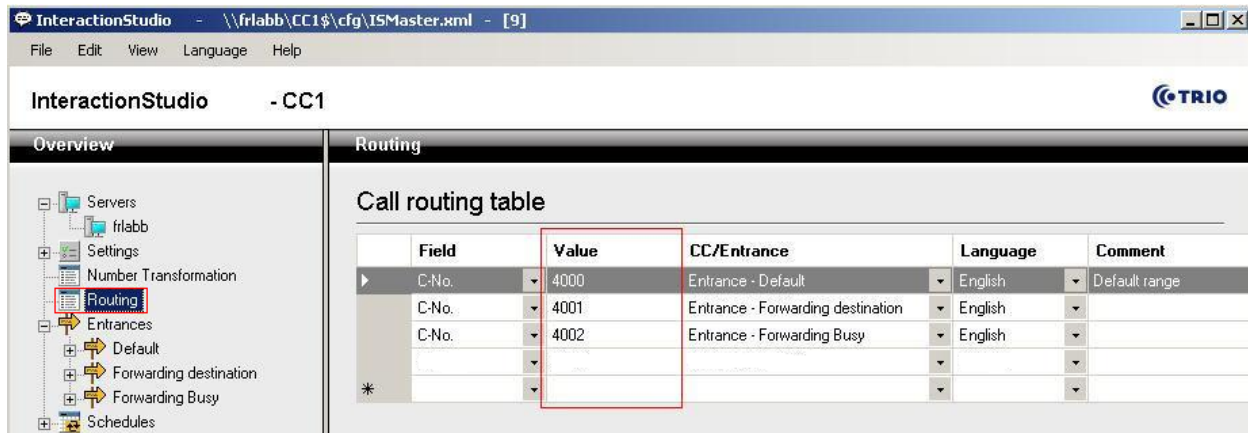 InteractionStudio - \\frlabb\CC1$\cfg\ISMaster.xml - [9]
File Edit View Language Help
InteractionStudio - CC1
TRIO
Overview
Servers
frlabb
Settings
Number Transformation
Routing
Entrances
Default
Forwarding destination
Forwarding Busy
Schedules
Routing
Call routing table
Field Value CC/Entrance Language Comment
C-No. 4000 Entrance - Default English Default range
C-No. 4001 Entrance - Forwarding destination English
C-No. 4002 Entrance - Forwarding Busy English
*